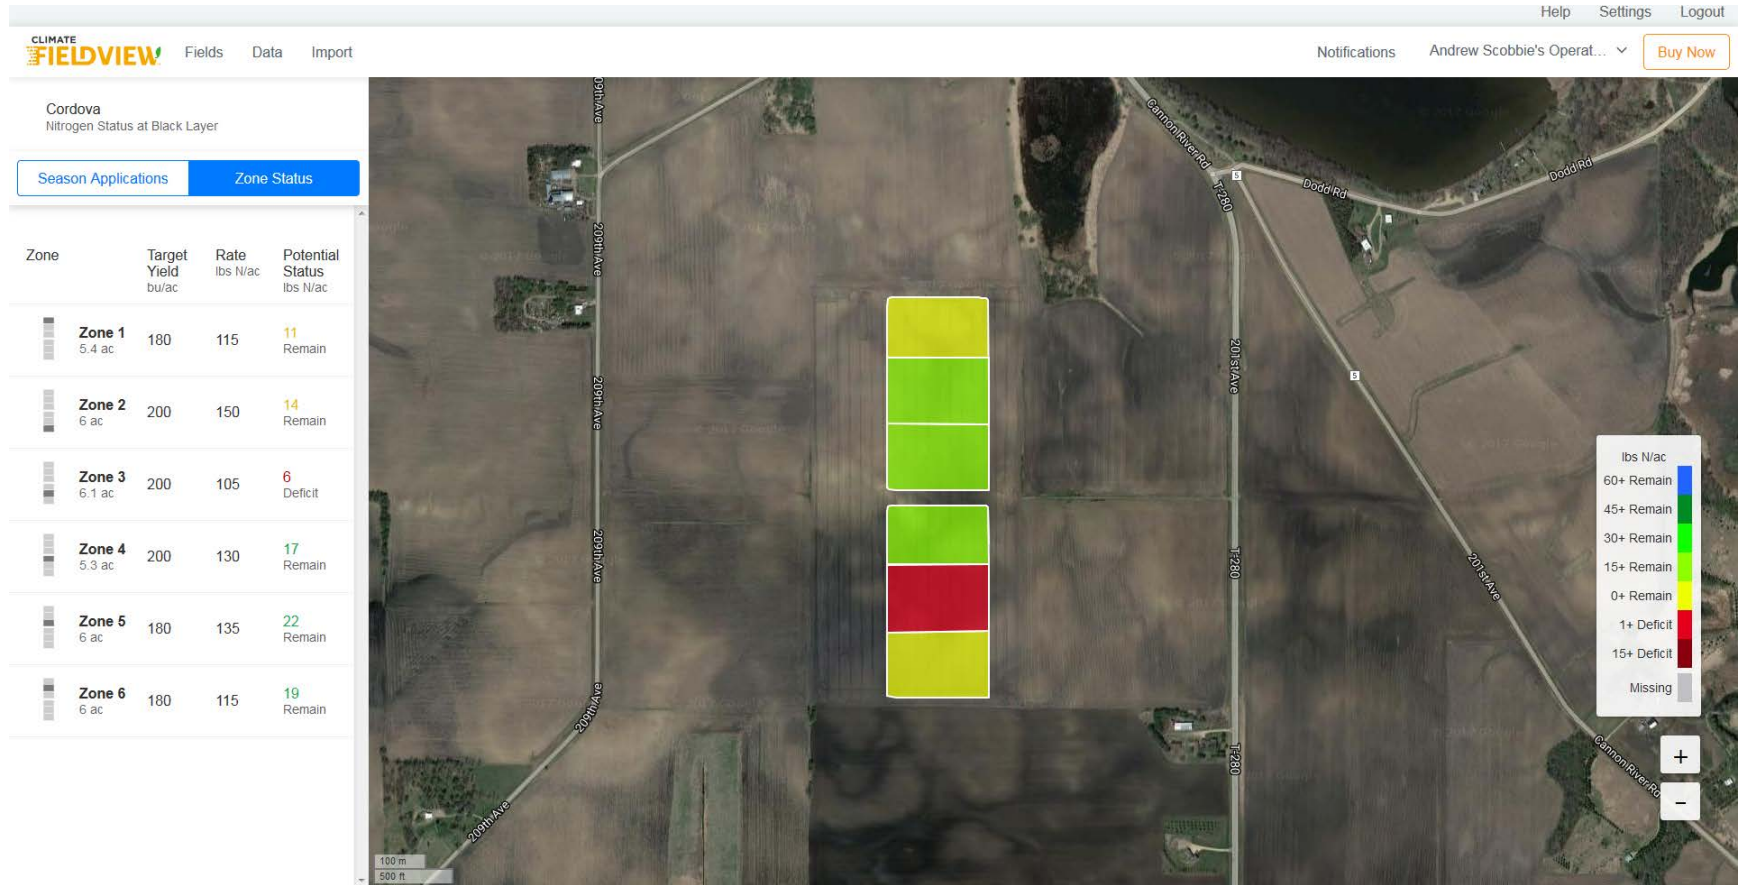 Help Settings Logout
CLIMATE
FIELDVIEW
Fields Data Import
Notifications Andrew Scobbie's Operat... Buy Now
Cordova
Nitrogen Status at Black Layer
Season Applications Zone Status
Zone Target Yield bu/ac Rate lbs N/ac Potential Status lbs N/ac
Zone 1 180 115 11
5.4 ac Remain
Zone 2 200 150 14
6 ac Remain
Zone 3 200 105 6
6.1 ac Deficit
Zone 4 200 130 17
5.3 ac Remain
Zone 5 180 135 22
6 ac Remain
Zone 6 180 115 19
6 ac Remain
209th Ave
209th Ave
209th Ave
209th Ave
209th Ave
209th Ave
Cannon River Rd
T-280
5
Dodd Rd
Dodd Rd
201st Ave
5
T-280
201st Ave
T-280
Cannon River Rd
lbs N/ac
60+ Remain
45+ Remain
30+ Remain
15+ Remain
0+ Remain
1+ Deficit
15+ Deficit
Missing
+
−
100 m
500 ft